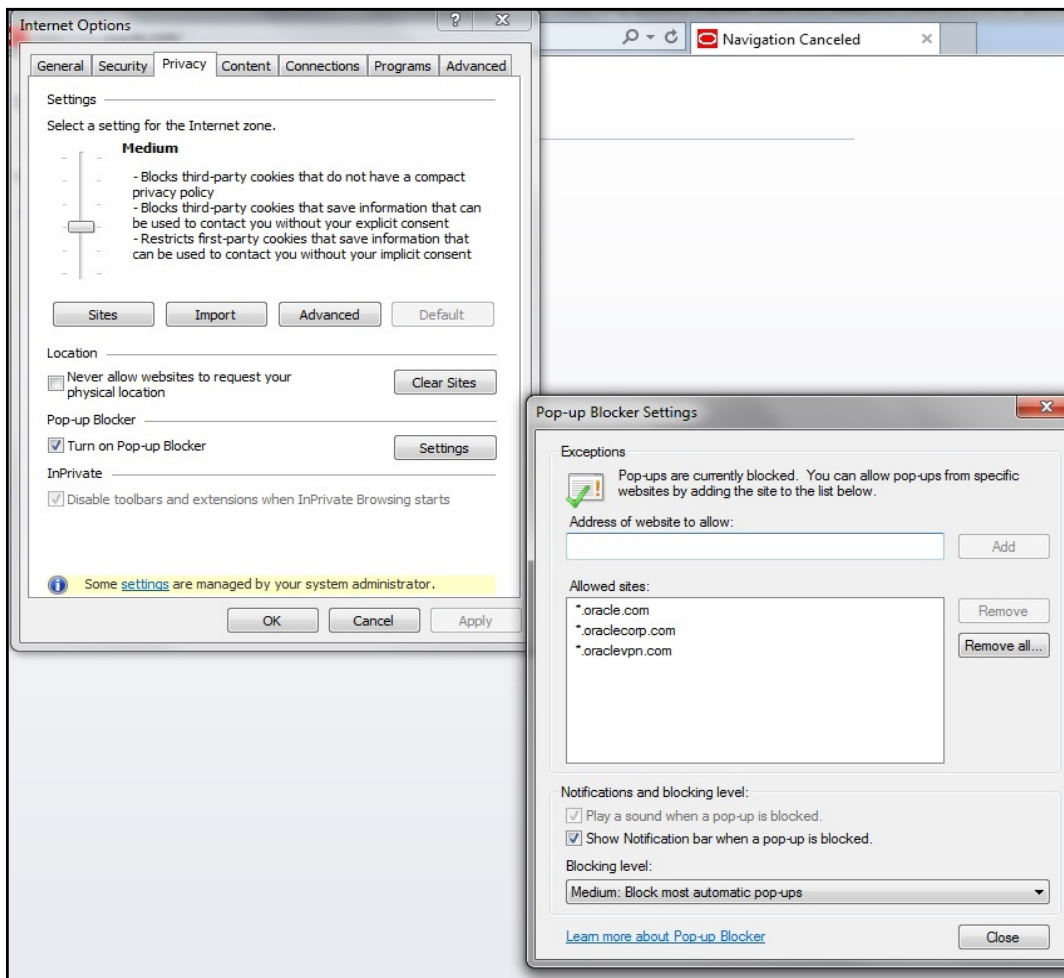 Internet Options
Navigation Canceled
General Security Privacy Content Connections Programs Advanced
Settings
Select a setting for the Internet zone.
Medium
- Blocks third-party cookies that do not have a compact
privacy policy
- Blocks third-party cookies that save information that can
be used to contact you without your explicit consent
- Restricts first-party cookies that save information that
can be used to contact you without your implicit consent
Sites Import Advanced Default
Location
Never allow websites to request your
physical location
Clear Sites
Pop-up Blocker
Turn on Pop-up Blocker
Settings
InPrivate
Disable toolbars and extensions when InPrivate Browsing starts
Some settings are managed by your system administrator.
OK Cancel Apply
Pop-up Blocker Settings
Exceptions
Pop-ups are currently blocked. You can allow pop-ups from specific
websites by adding the site to the list below.
Address of website to allow:
Add
Allowed sites:
*.oracle.com
*.oraclecorp.com
*.oraclevpn.com
Remove
Remove all...
Notifications and blocking level:
Play a sound when a pop-up is blocked.
Show Notification bar when a pop-up is blocked.
Blocking level:
Medium: Block most automatic pop-ups
Learn more about Pop-up Blocker
Close